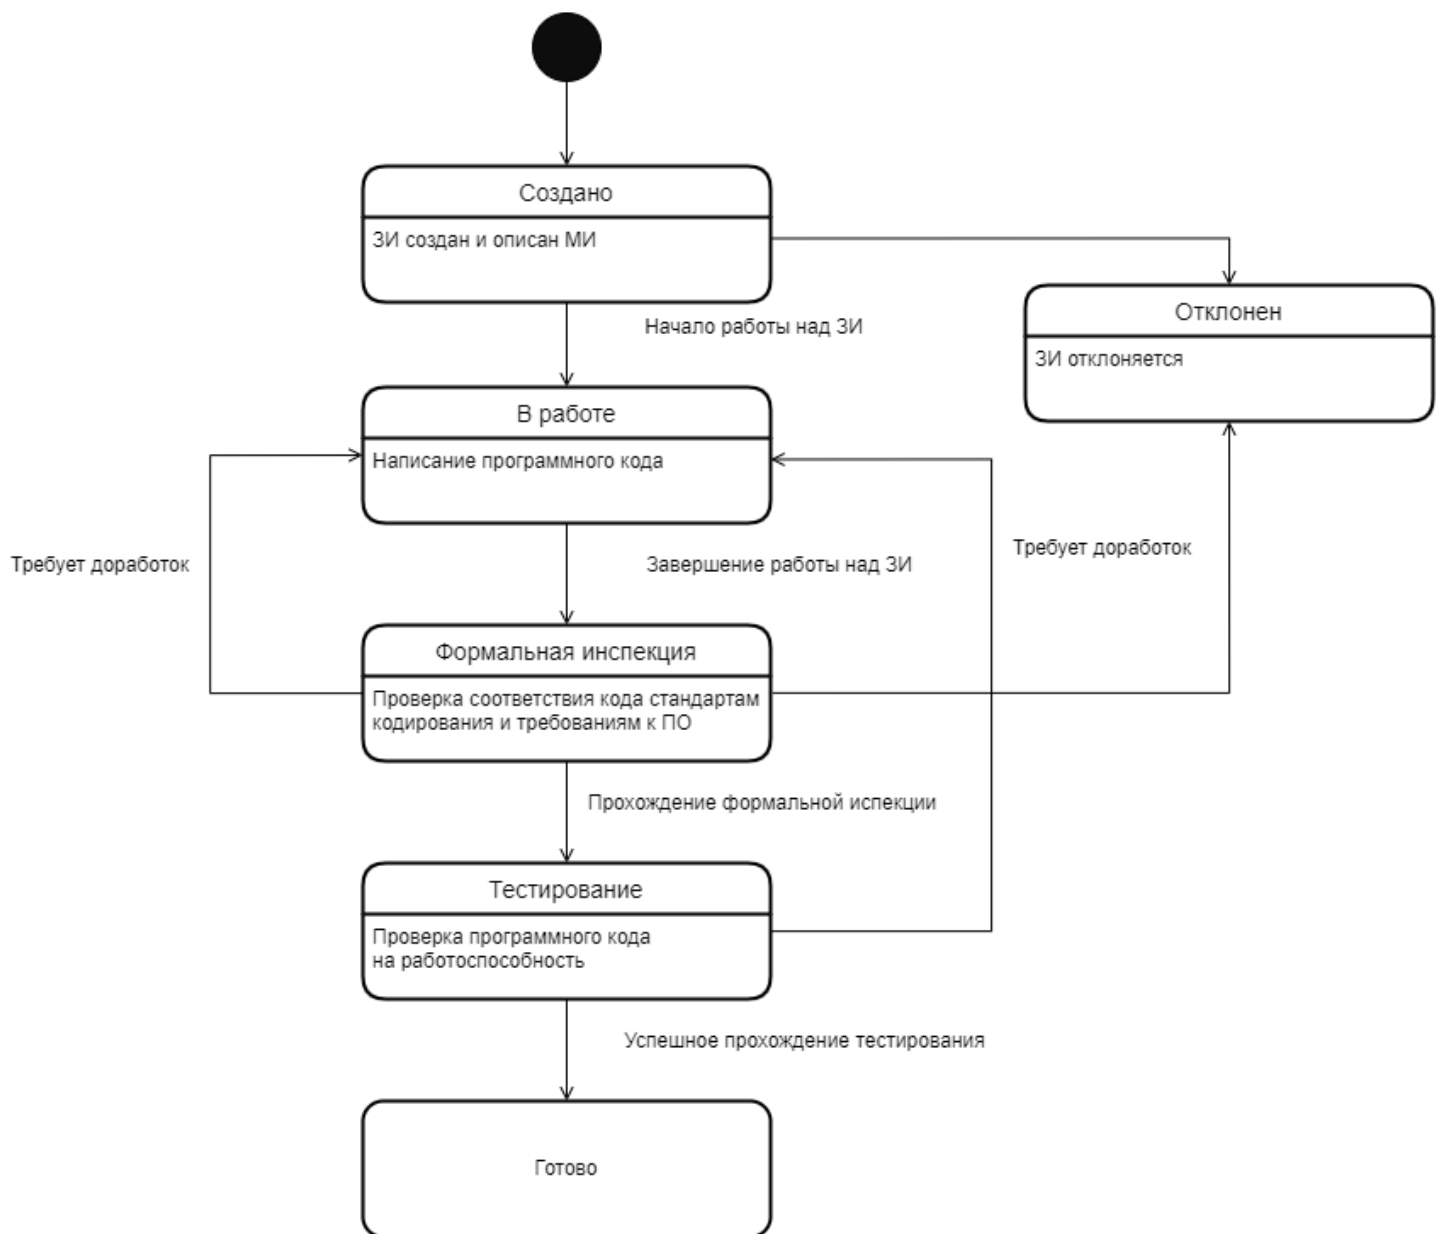 Создано
ЗИ создан и описан МИ
Отклонен
ЗИ отклоняется
Начало работы над ЗИ
В работе
Написание программного кода
Требует доработок
Завершение работы над ЗИ
Требует доработок
Формальная инспекция
Проверка соответствия кода стандартам
кодирования и требованиям к ПО
Прохождение формальной испекции
Тестирование
Проверка программного кода
на работоспособность
Успешное прохождение тестирования
Готово